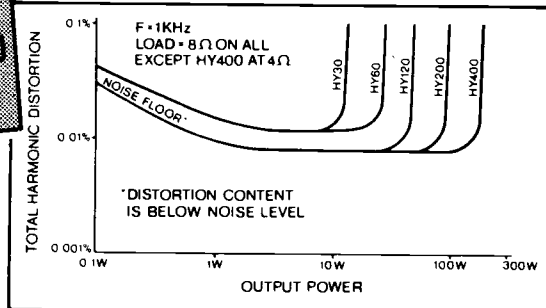 0.1%
F=1KHz
LOAD=8Ω ON ALL
EXCEPT HY400 AT 4Ω
HY30
HY60
HY120
HY200
HY400
NOISE FLOOR*
0.01%
*DISTORTION CONTENT
IS BELOW NOISE LEVEL
0.001%
TOTAL HARMONIC DISTORTION
0.1W
1W
10W
100W
300W
OUTPUT POWER